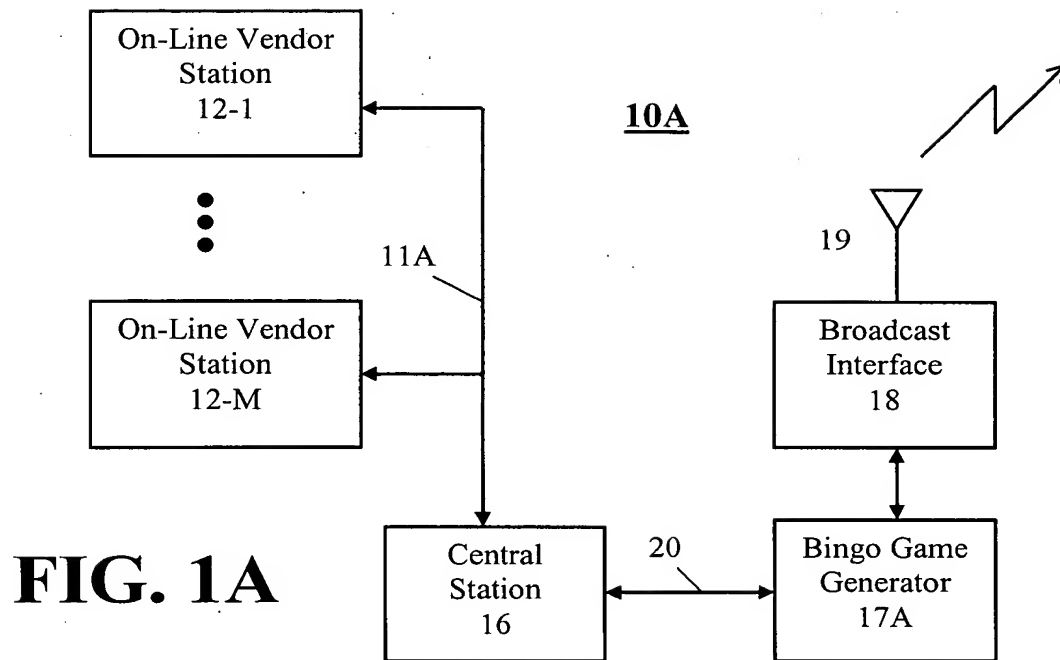 On-Line Vendor
Station
12-1
10A
19
11A
On-Line Vendor
Station
12-M
Broadcast
Interface
18
20
Central
Station
16
Bingo Game
Generator
17A
FIG. 1A